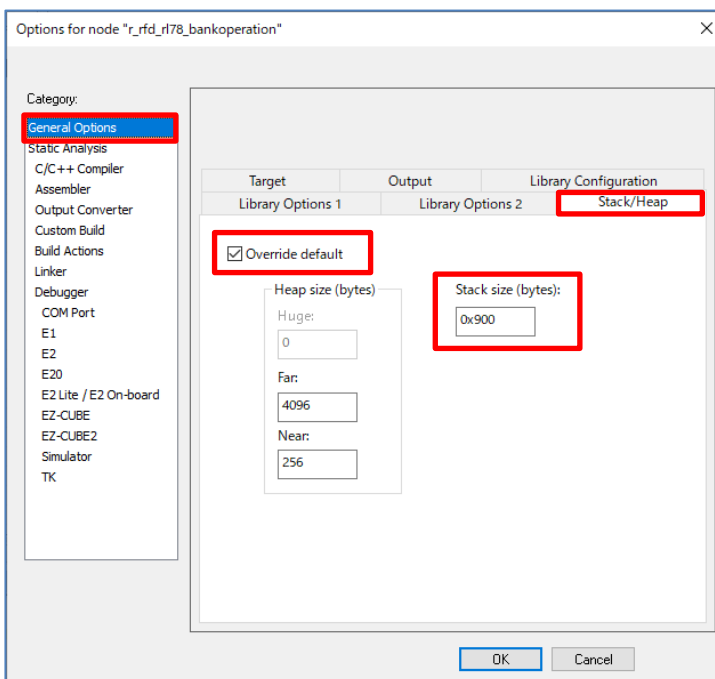 Options for node "r_rfd_rl78_bankoperation"
Category:
General Options
Static Analysis
C/C++ Compiler
Assembler
Output Converter
Custom Build
Build Actions
Linker
Debugger
COM Port
E1
E2
E20
E2 Lite / E2 On-board
EZ-CUBE
EZ-CUBE2
Simulator
TK
Target Output Library Configuration
Library Options 1 Library Options 2 Stack/Heap
Override default
Heap size (bytes)
Huge:
0
Far:
4096
Near:
256
Stack size (bytes):
0x900
OK Cancel